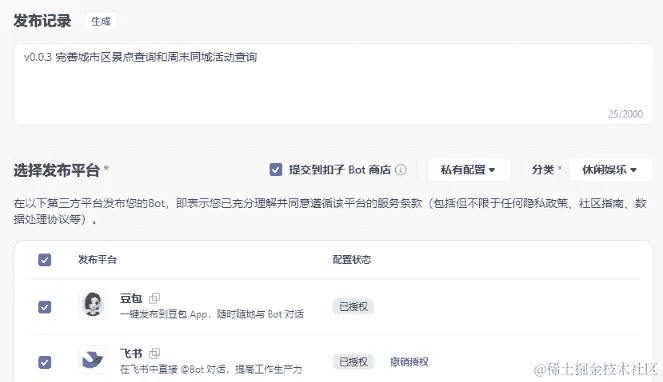 发布记录 生成
v0.0.3 完善城市区景点查询和周末同城活动查询
25/2000
选择发布平台 * 提交到扣子 Bot 商店 私有配置 分类 * 休闲娱乐
在以下第三方平台发布您的Bot，即表示您已充分理解并同意遵循该平台的服务条款（包括但不限于任何隐私政策、社区指南、数
据处理协议等）。
发布平台 配置状态
豆包
一键发布到豆包 App，随时随地与 Bot 对话
已授权
飞书
在飞书中直接 @Bot 对话，提高工作生产力
已授权 撤销授权
@稀土掘金技术社区